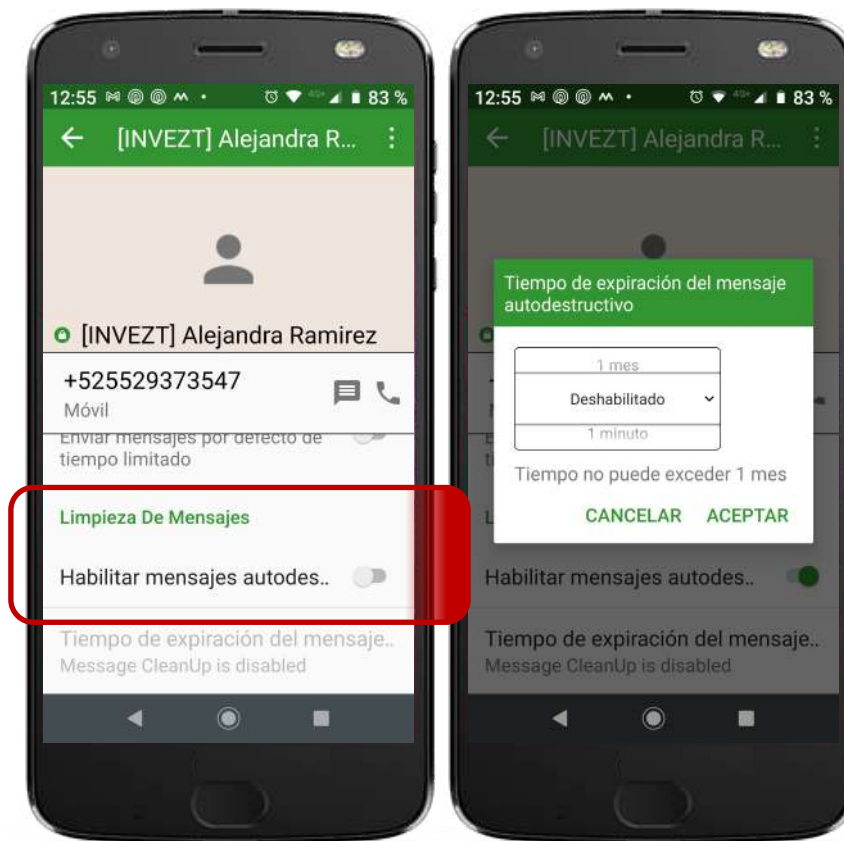 12:55 83 %
[INVEZT] Alejandra R...
[INVEZT] Alejandra Ramirez
+525529373547
Móvil
Enviar mensajes por defecto de
tiempo limitado
Limpieza De Mensajes
Habilitar mensajes autodes..
Tiempo de expiración del mensaje..
Message CleanUp is disabled
12:55 4G+ 83 %
[INVEZT] Alejandra R...
Tiempo de expiración del mensaje
autodestructivo
1 mes
Deshabilitado
1 minuto
Tiempo no puede exceder 1 mes
CANCELAR ACEPTAR
Habilitar mensajes autodes..
Tiempo de expiración del mensaje..
Message CleanUp is disabled